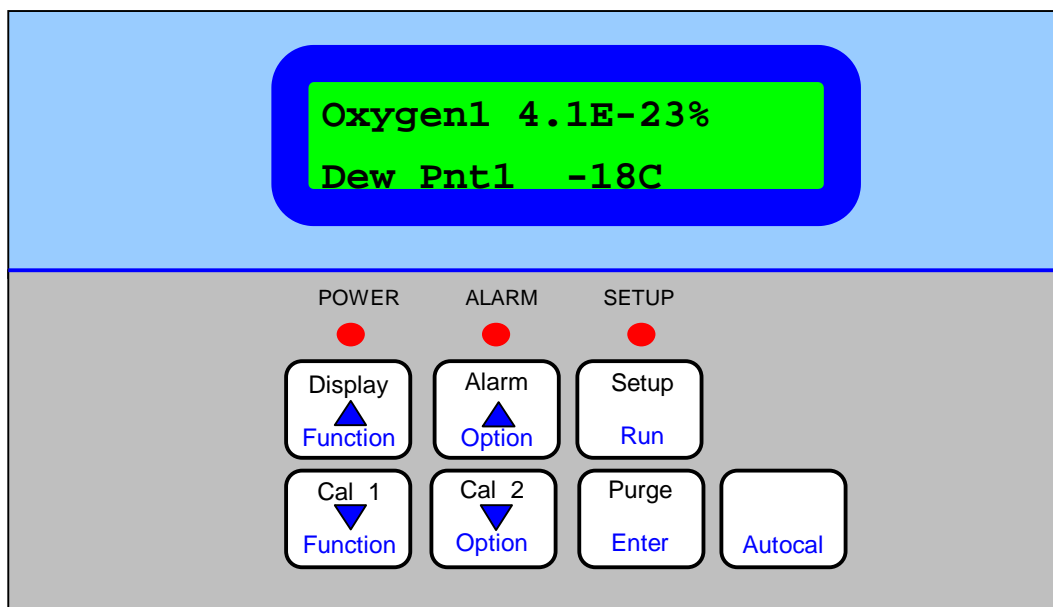 Oxygen1 4.1E-23%
Dew Pnt1 -18C
POWER ALARM SETUP
Display Alarm Setup
Function Option Run
Cal 1 Cal 2 Purge
Function Option Enter Autocal